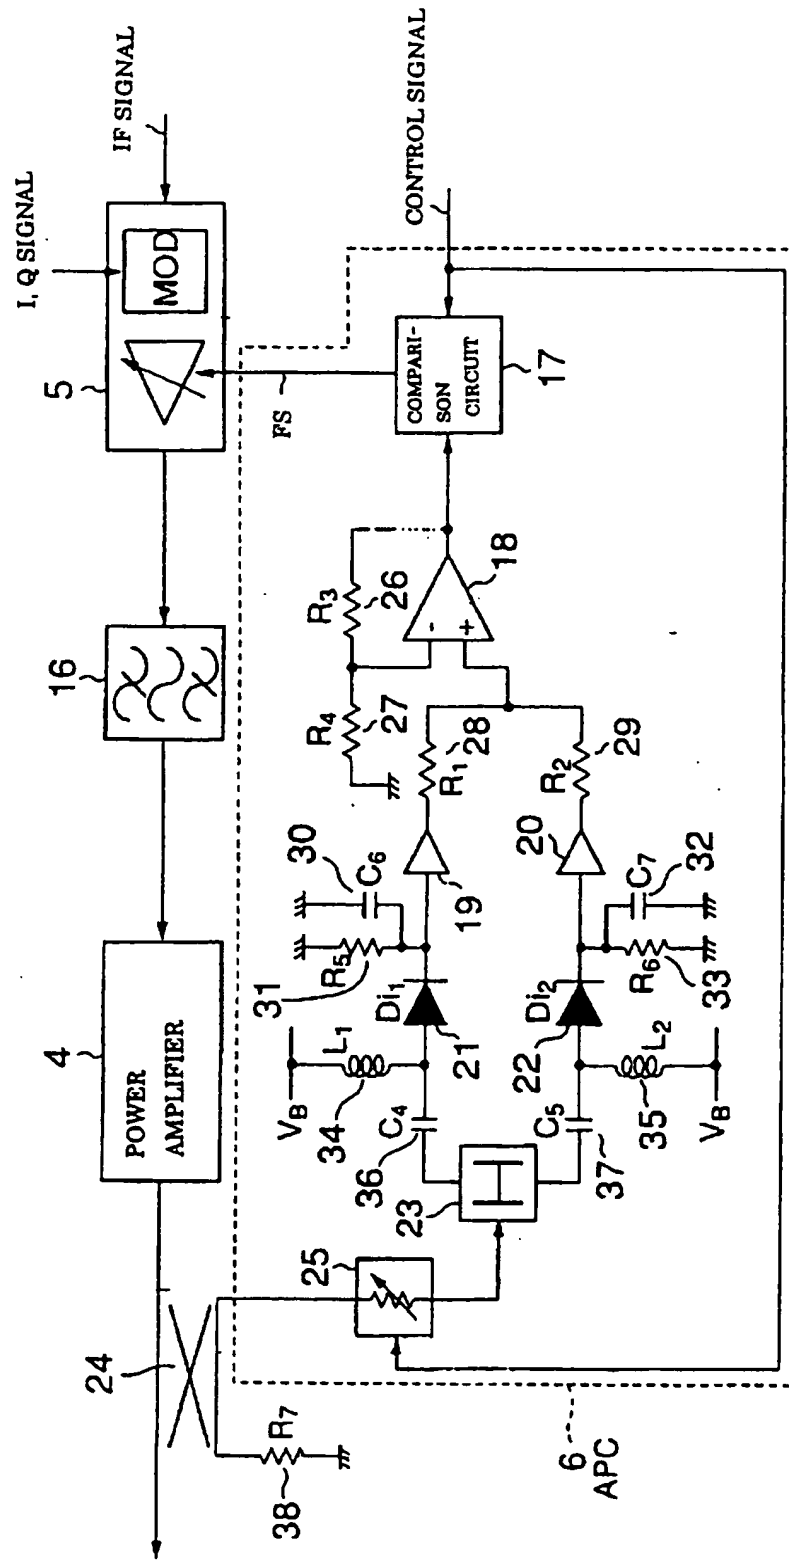 I, Q SIGNAL
IF SIGNAL
MOD
5
16
4
POWER
AMPLIFIER
24
R7
38
FS
CONTROL SIGNAL
COMPARI-
SON
CIRCUIT
17
18
-
+
R3
26
R4
27
R1
28
R2
29
19
20
30
C6
R5
31
C7
32
R6
33
Di1
21
Di2
22
VB
L1
34
L2
35
VB
C4
36
C5
37
23
25
6
APC